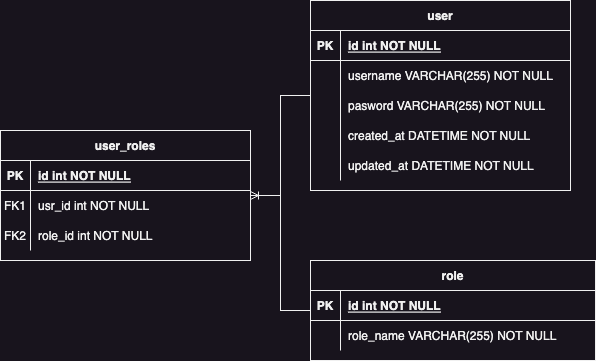 user
PK id int NOT NULL
username VARCHAR(255) NOT NULL
pasword VARCHAR(255) NOT NULL
created_at DATETIME NOT NULL
updated_at DATETIME NOT NULL
user_roles
PK id int NOT NULL
FK1 usr_id int NOT NULL
FK2 role_id int NOT NULL
role
PK id int NOT NULL
role_name VARCHAR(255) NOT NULL